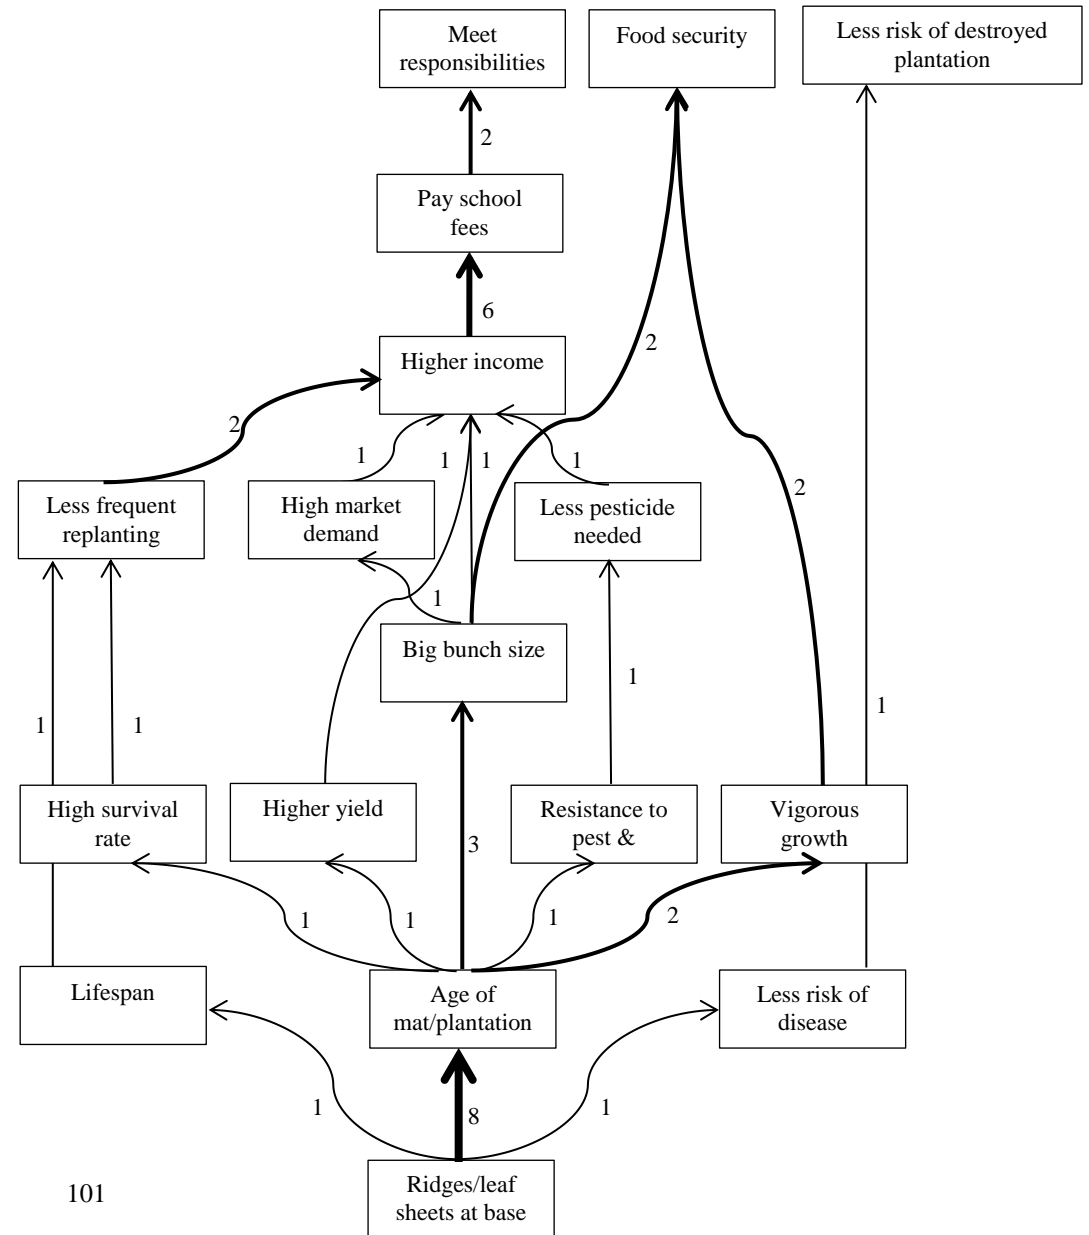 Meet
responsibilities
Food security
Less risk of destroyed
plantation
2
Pay school
fees
6
Higher income
2
2
1
1
1
1
2
Less frequent
replanting
High market
demand
Less pesticide
needed
1
Big bunch size
1
1
1
1
High survival
rate
Higher yield
Resistance to
pest &
Vigorous
growth
3
1
1
1
2
Lifespan
Age of
mat/plantation
Less risk of
disease
1
8
1
101
Ridges/leaf
sheets at base